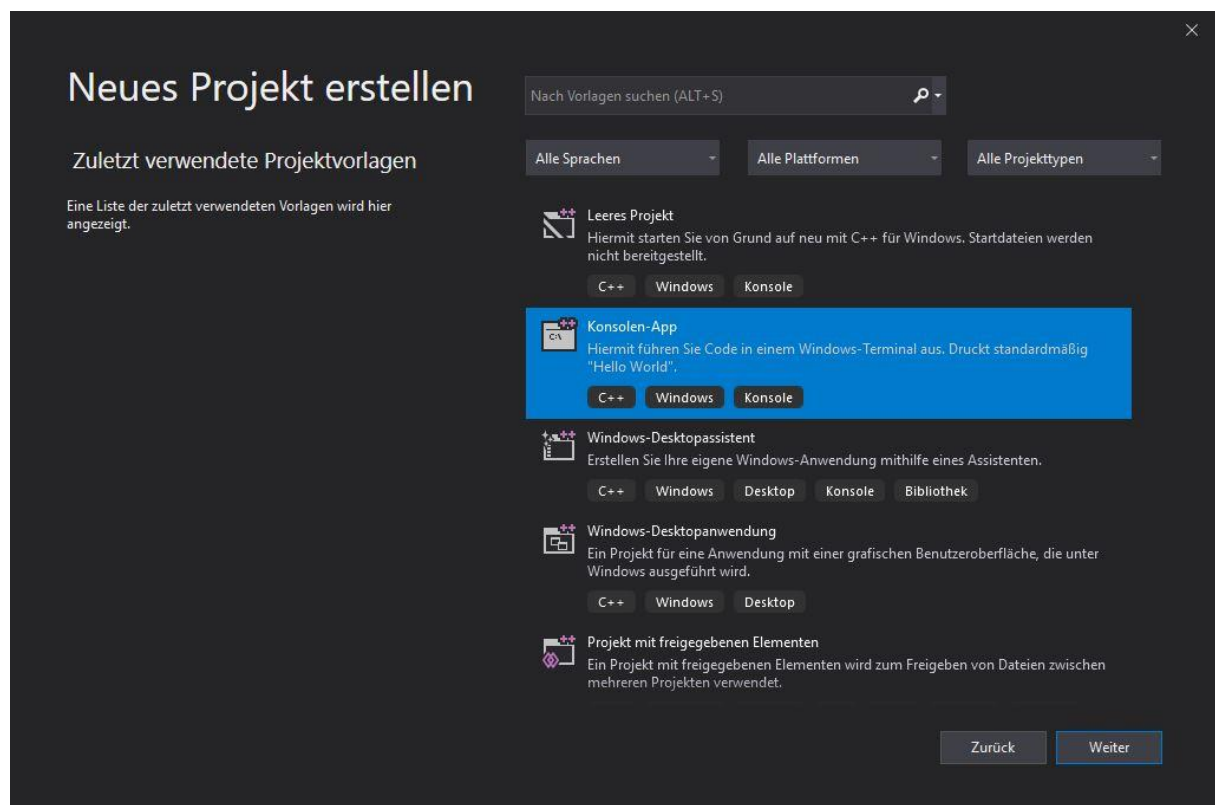 Neues Projekt erstellen
Nach Vorlagen suchen (ALT+S)
Zuletzt verwendete Projektvorlagen
Alle Sprachen
Alle Plattformen
Alle Projekttypen
Eine Liste der zuletzt verwendeten Vorlagen wird hier
angezeigt.
Leeres Projekt
Hiermit starten Sie von Grund auf neu mit C++ für Windows. Startdateien werden
nicht bereitgestellt.
C++ Windows Konsole
Konsolen-App
Hiermit führen Sie Code in einem Windows-Terminal aus. Druckt standardmäßig
"Hello World".
C++ Windows Konsole
Windows-Desktopassistent
Erstellen Sie Ihre eigene Windows-Anwendung mithilfe eines Assistenten.
C++ Windows Desktop Konsole Bibliothek
Windows-Desktopanwendung
Ein Projekt für eine Anwendung mit einer grafischen Benutzeroberfläche, die unter
Windows ausgeführt wird.
C++ Windows Desktop
Projekt mit freigegebenen Elementen
Ein Projekt mit freigegebenen Elementen wird zum Freigeben von Dateien zwischen
mehreren Projekten verwendet.
Zurück
Weiter